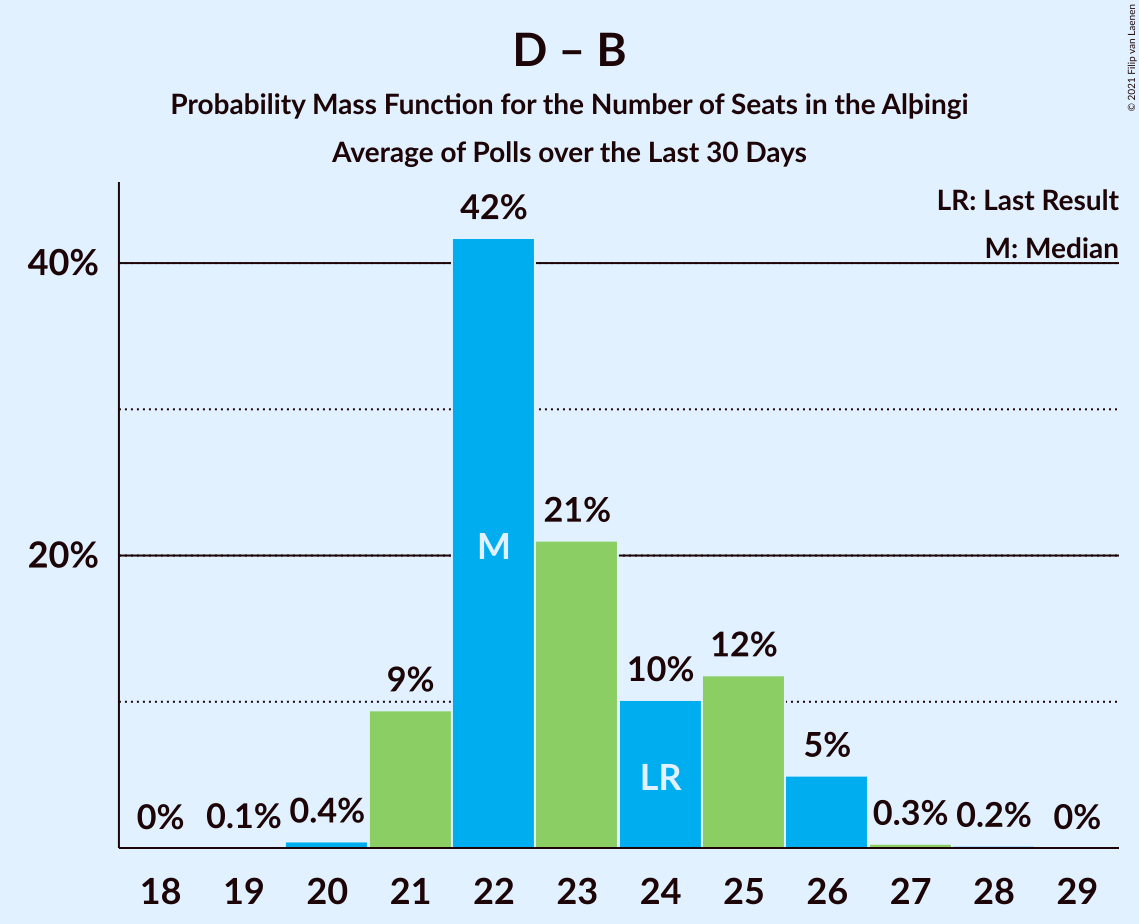 D – B
Probability Mass Function for the Number of Seats in the Alþingi
Average of Polls over the Last 30 Days
© 2021 Filip van Laenen
LR: Last Result
M: Median
40%
20%
0%
0.1%
0.4%
9%
42%
21%
10%
12%
5%
0.3%
0.2%
0%
M
LR
18 19 20 21 22 23 24 25 26 27 28 29